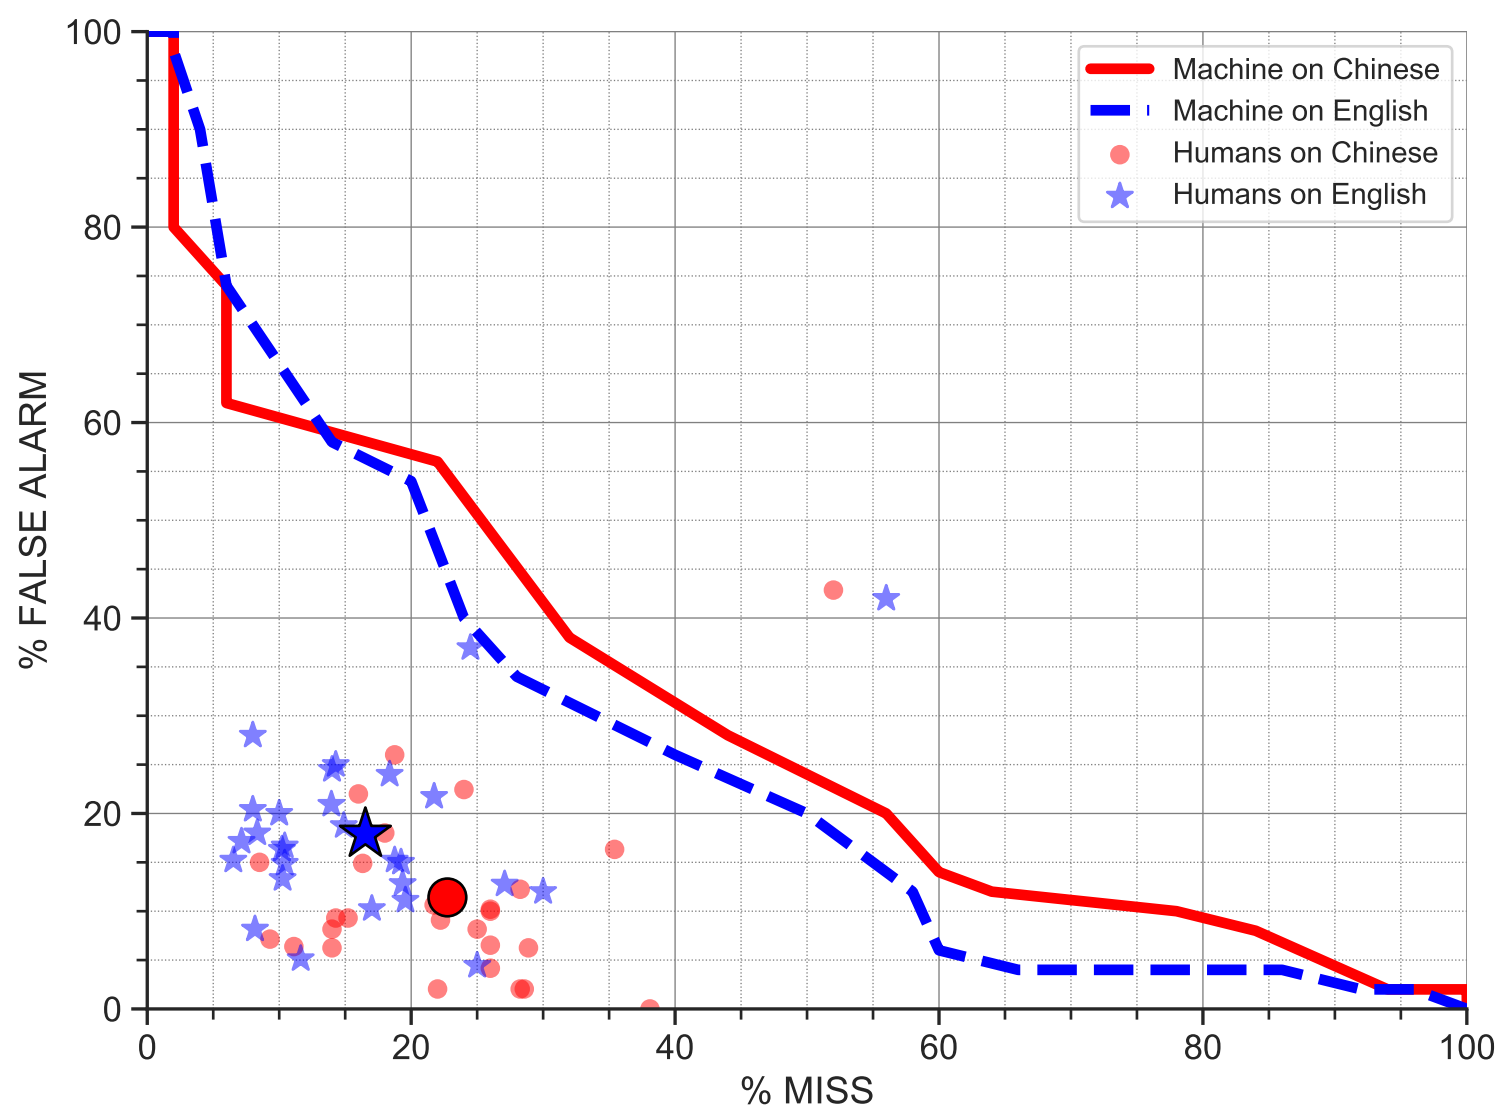 100
80
60
40
20
0
% FALSE ALARM
Machine on Chinese
Machine on English
Humans on Chinese
Humans on English
0 20 40 60 80 100
% MISS